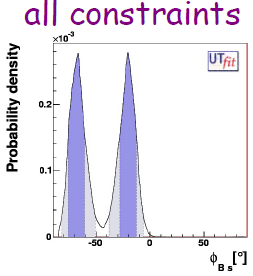 all constraints
×10⁻³
Probability density
UTfit
0.2
0.1
0
-50 0 50
ϕBs[°]